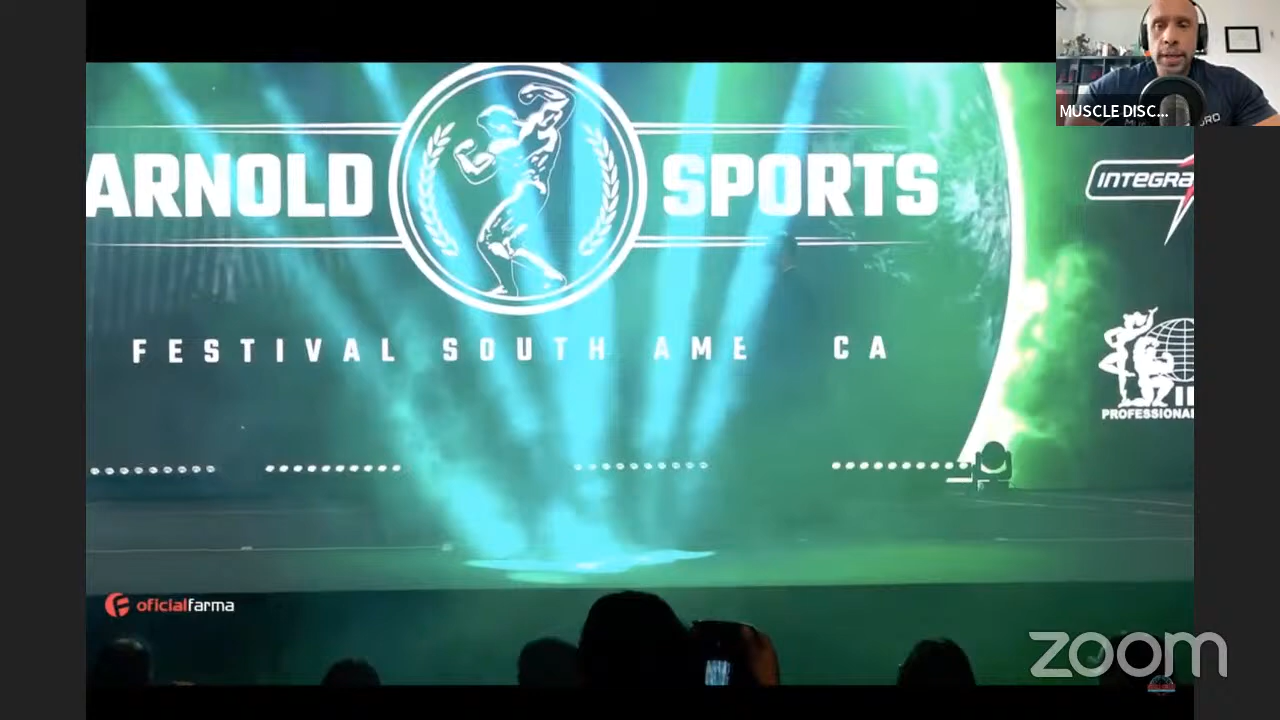 MUSCLE DISC...
ARNOLD SPORTS
INTEGRA
FESTIVAL SOUTH AME CA
PROFESSIONAL
oficialfarma
zoom